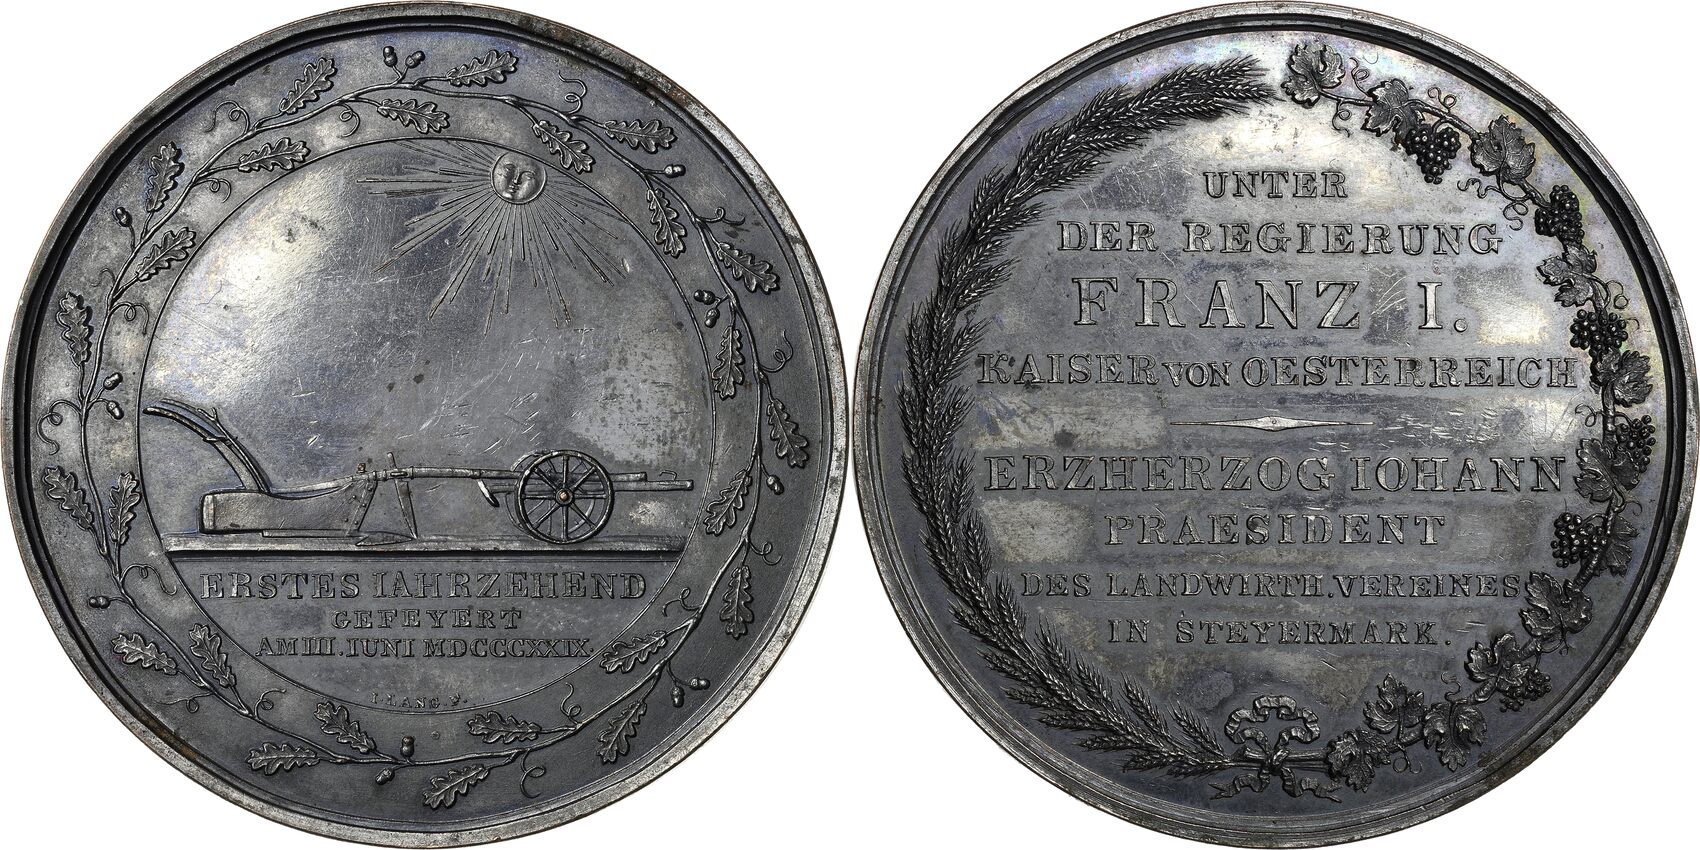 ERSTES IAHRZEHEND
GEFEYERT
AM III. IUNI MDCCCXXIX.
I. LANG. F.
UNTER
DER REGIERUNG
FRANZ I.
KAISER VON OESTERREICH
ERZHERZOG IOHANN
PRAESIDENT
DES LANDWIRTH. VEREINES
IN STEYERMARK.